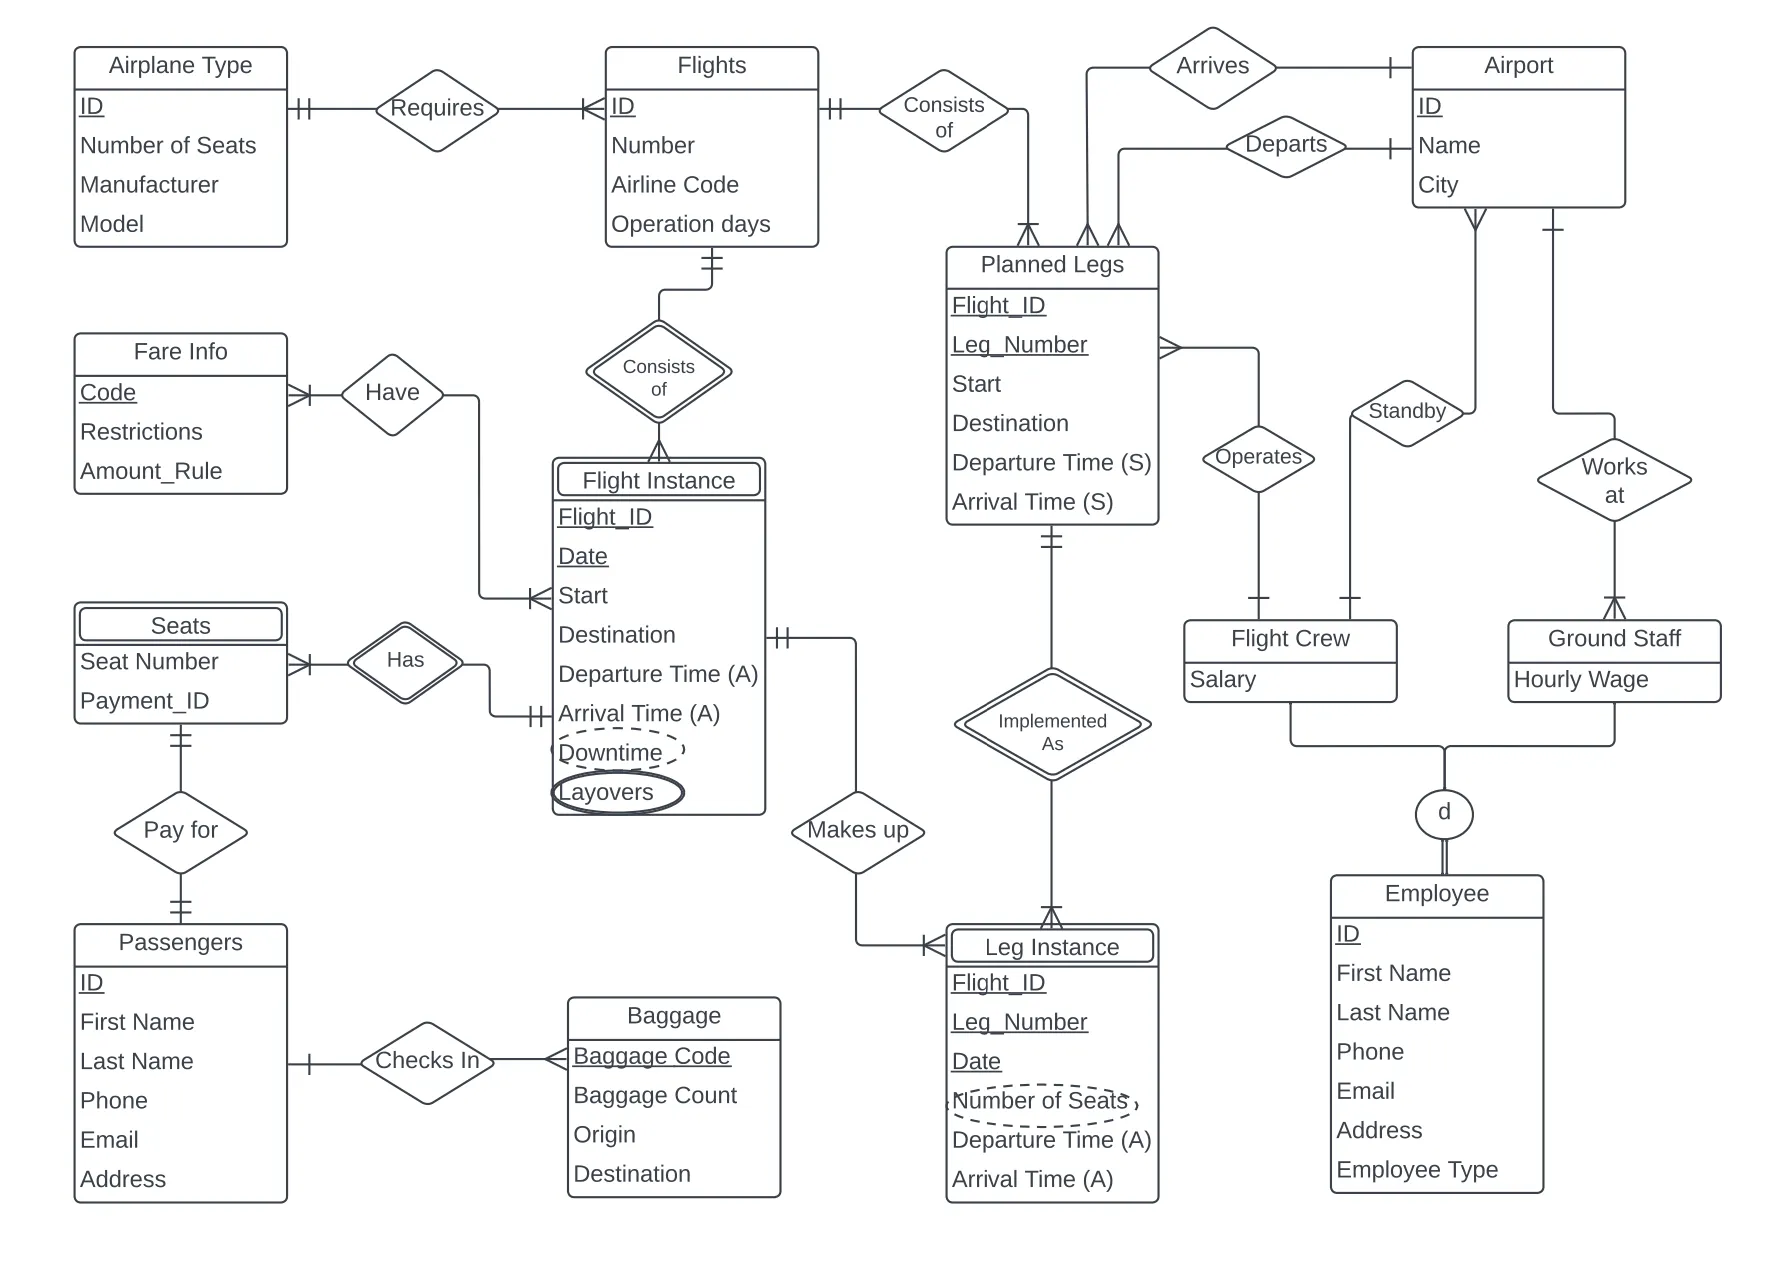 Airplane Type
ID
Number of Seats
Manufacturer
Model
Requires
Flights
ID
Number
Airline Code
Operation days
Consists
of
Arrives
Departs
Airport
ID
Name
City
Fare Info
Code
Restrictions
Amount_Rule
Have
Consists
of
Flight Instance
Flight_ID
Date
Start
Destination
Departure Time (A)
Arrival Time (A)
Downtime
Layovers
Planned Legs
Flight_ID
Leg_Number
Start
Destination
Departure Time (S)
Arrival Time (S)
Operates
Standby
Works
at
Seats
Seat Number
Payment_ID
Has
Pay for
Makes up
Implemented
As
Flight Crew
Salary
Ground Staff
Hourly Wage
d
Passengers
ID
First Name
Last Name
Phone
Email
Address
Checks In
Baggage
Baggage Code
Baggage Count
Origin
Destination
Leg Instance
Flight_ID
Leg_Number
Date
Number of Seats
Departure Time (A)
Arrival Time (A)
Employee
ID
First Name
Last Name
Phone
Email
Address
Employee Type